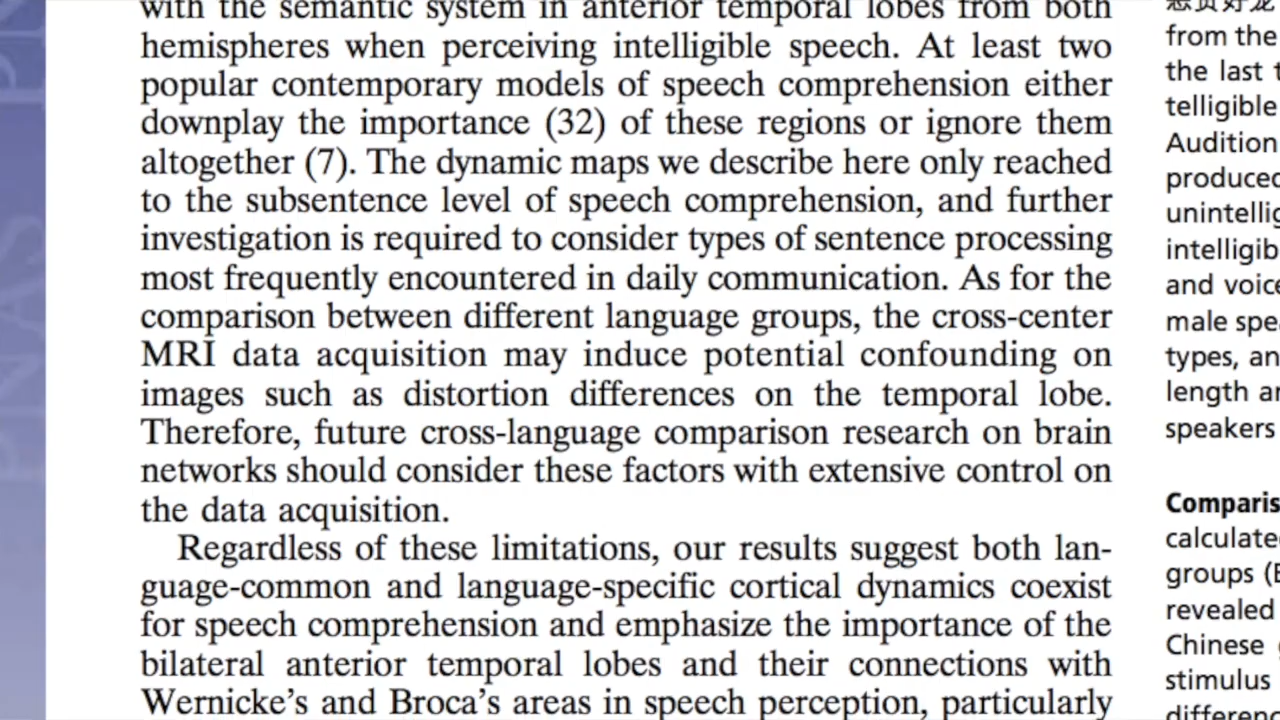 with the semantic system in anterior temporal lobes from both
hemispheres when perceiving intelligible speech. At least two
popular contemporary models of speech comprehension either
downplay the importance (32) of these regions or ignore them
altogether (7). The dynamic maps we describe here only reached
to the subsentence level of speech comprehension, and further
investigation is required to consider types of sentence processing
most frequently encountered in daily communication. As for the
comparison between different language groups, the cross-center
MRI data acquisition may induce potential confounding on
images such as distortion differences on the temporal lobe.
Therefore, future cross-language comparison research on brain
networks should consider these factors with extensive control on
the data acquisition.
Regardless of these limitations, our results suggest both lan-
guage-common and language-specific cortical dynamics coexist
for speech comprehension and emphasize the importance of the
bilateral anterior temporal lobes and their connections with
Wernicke's and Broca's areas in speech perception, particularly
from the
the last t
telligible
Audition
produced
unintellig
intelligib
and voice
male spe
types, an
length a
speakers
Comparis
calculate
groups (
revealed
Chinese
stimulus
differenc